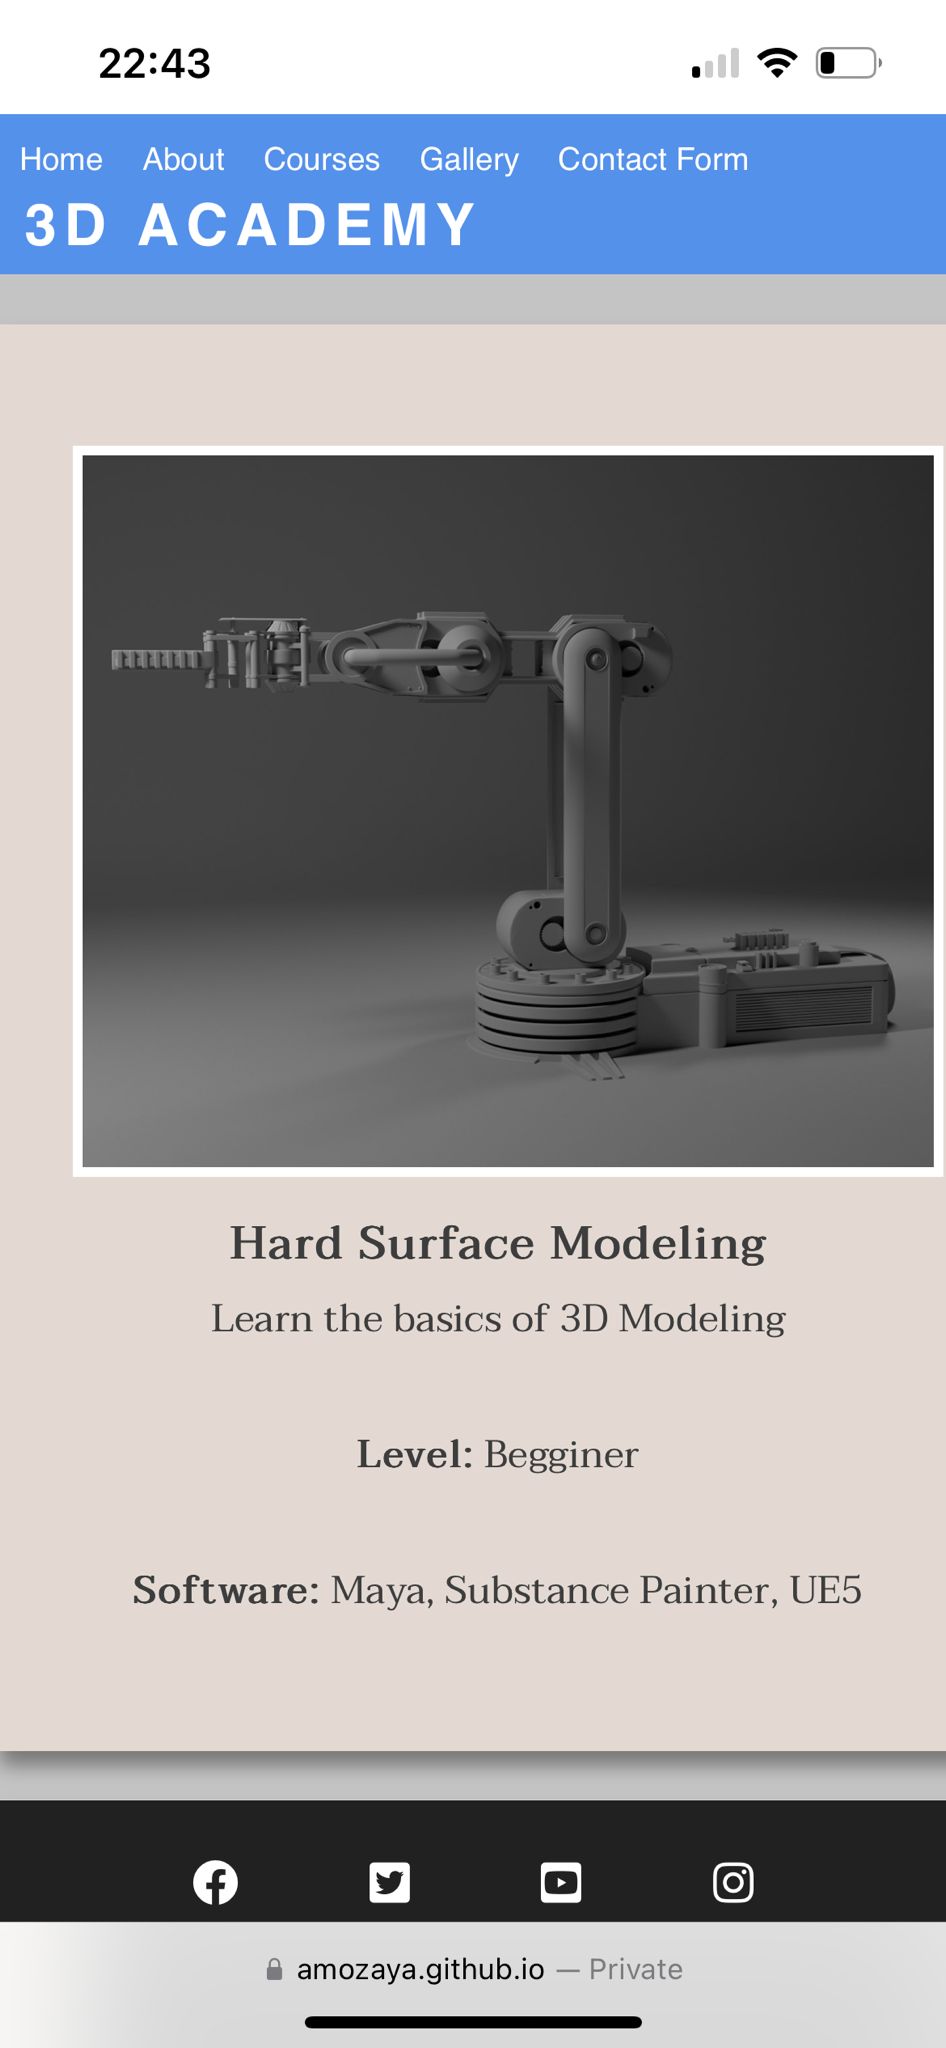 22:43
Home About Courses Gallery Contact Form
3D ACADEMY
Hard Surface Modeling
Learn the basics of 3D Modeling
Level: Begginer
Software: Maya, Substance Painter, UE5
amozaya.github.io — Private